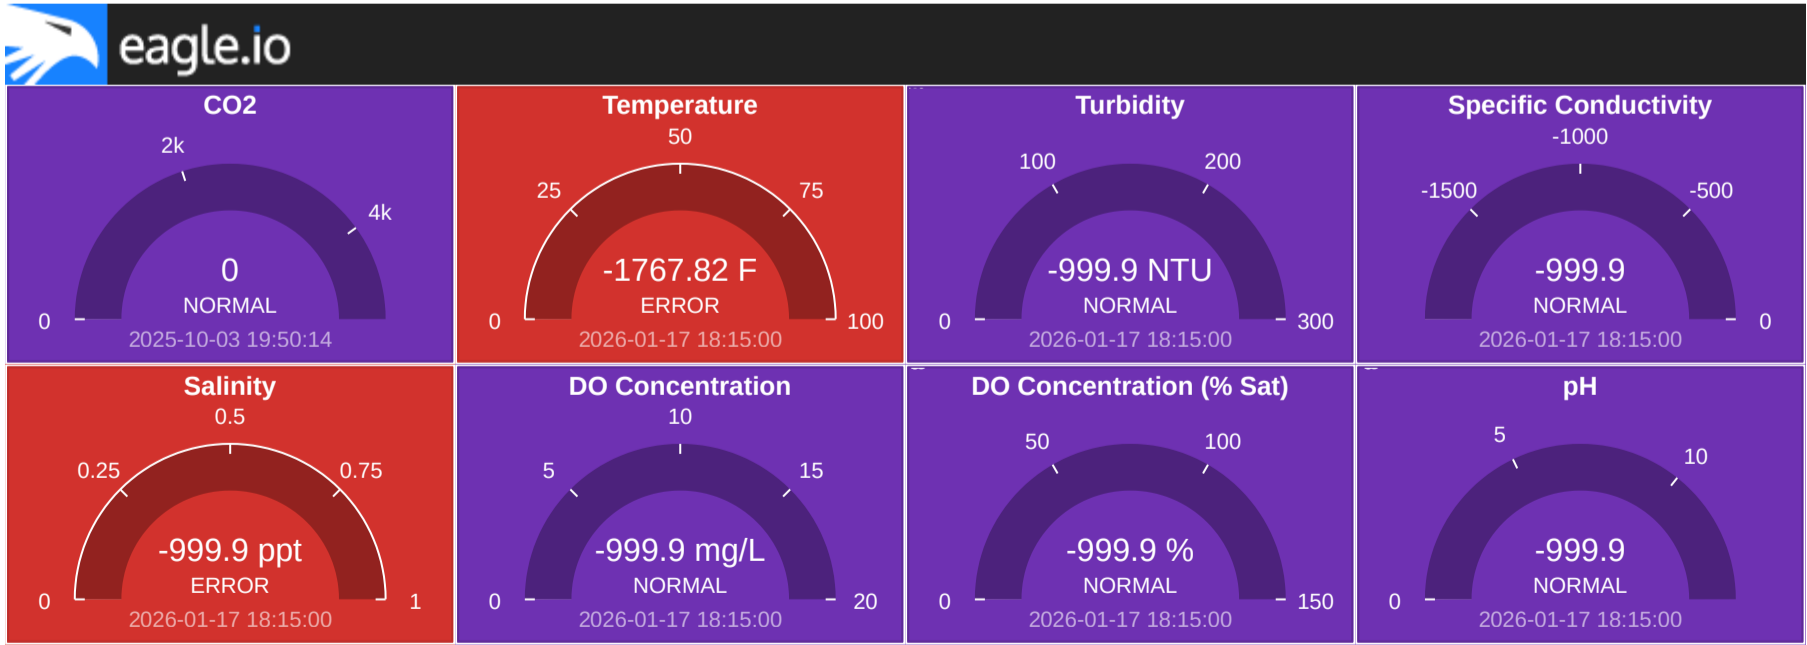 eagle.io
CO2
2k
4k
0
0
NORMAL
2025-10-03 19:50:14
Temperature
50
25
75
-1767.82 F
ERROR
0
100
2026-01-17 18:15:00
Turbidity
100
200
-999.9 NTU
NORMAL
0
300
2026-01-17 18:15:00
Specific Conductivity
-1000
-1500
-500
-999.9
NORMAL
0
2026-01-17 18:15:00
Salinity
0.5
0.25
0.75
-999.9 ppt
ERROR
0
1
2026-01-17 18:15:00
DO Concentration
10
5
15
-999.9 mg/L
NORMAL
0
20
2026-01-17 18:15:00
DO Concentration (% Sat)
50
100
-999.9 %
NORMAL
0
150
2026-01-17 18:15:00
pH
5
10
-999.9
NORMAL
0
2026-01-17 18:15:00